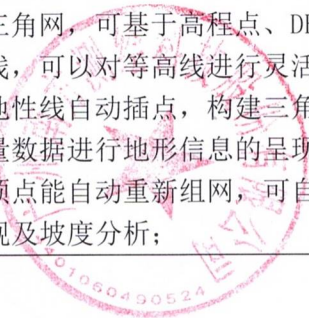 三角网，可基于高程点、DE
线，可以对等高线进行灵活
地性线自动插点，构建三角
量数据进行地形信息的呈现
顶点能自动重新组网，可自
观及坡度分析；